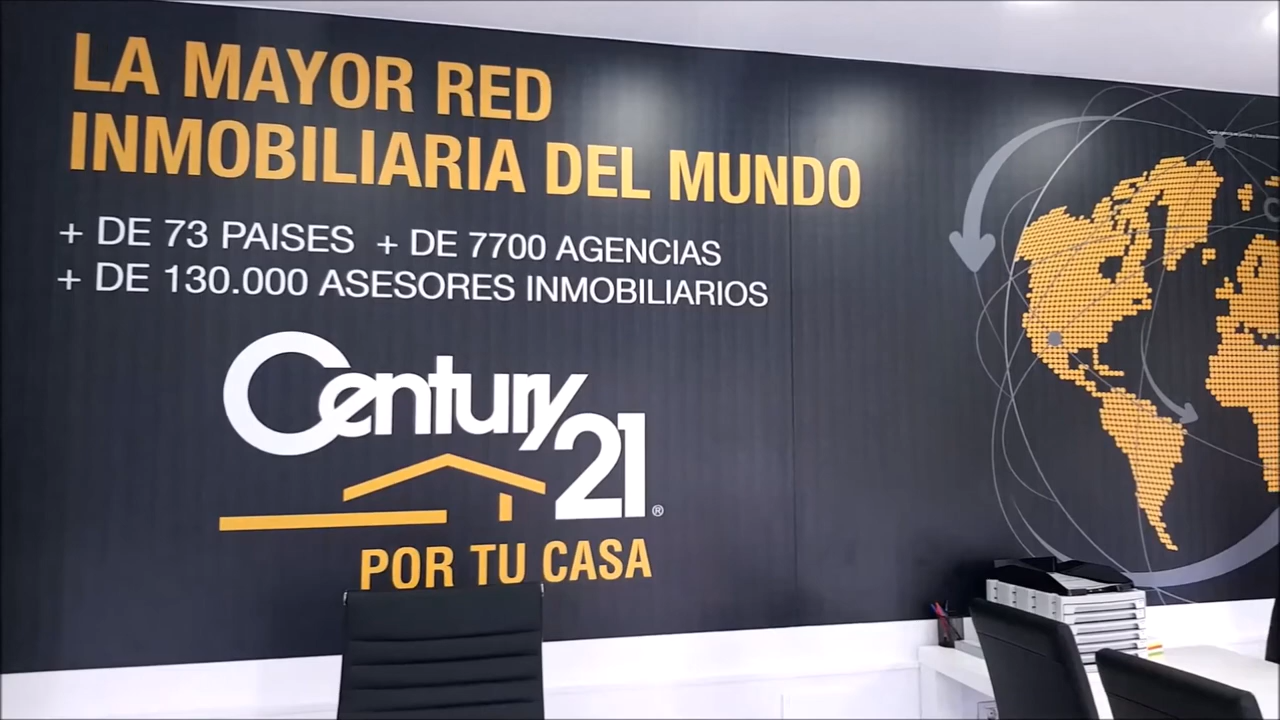 LA MAYOR RED
INMOBILIARIA DEL MUNDO
+ DE 73 PAISES + DE 7700 AGENCIAS
+ DE 130.000 ASESORES INMOBILIARIOS
Century
21®
POR TU CASA